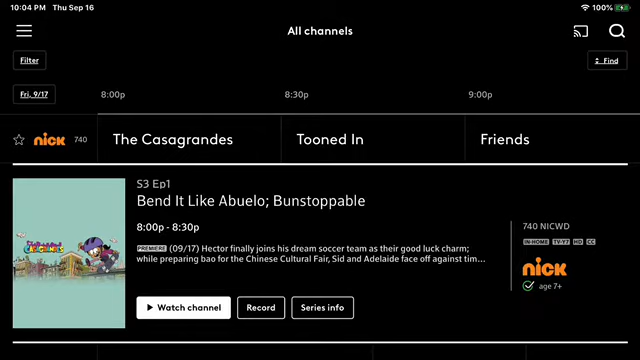 10:04 PM Thu Sep 16
100%
All channels
Filter
Find
Fri, 9/17
8:00p
8:30p
9:00p
nick
740
The Casagrandes
Tooned In
Friends
S3 Ep1
Bend It Like Abuelo; Bunstoppable
8:00p - 8:30p
PREMIERE (09/17) Hector finally joins his dream soccer team as their good luck charm;
while preparing bao for the Chinese Cultural Fair, Sid and Adelaide face off against tim...
CASAGRANDES
740 NICWD
IN-HOME TV-Y7 HD CC
nick
age 7+
Watch channel
Record
Series info